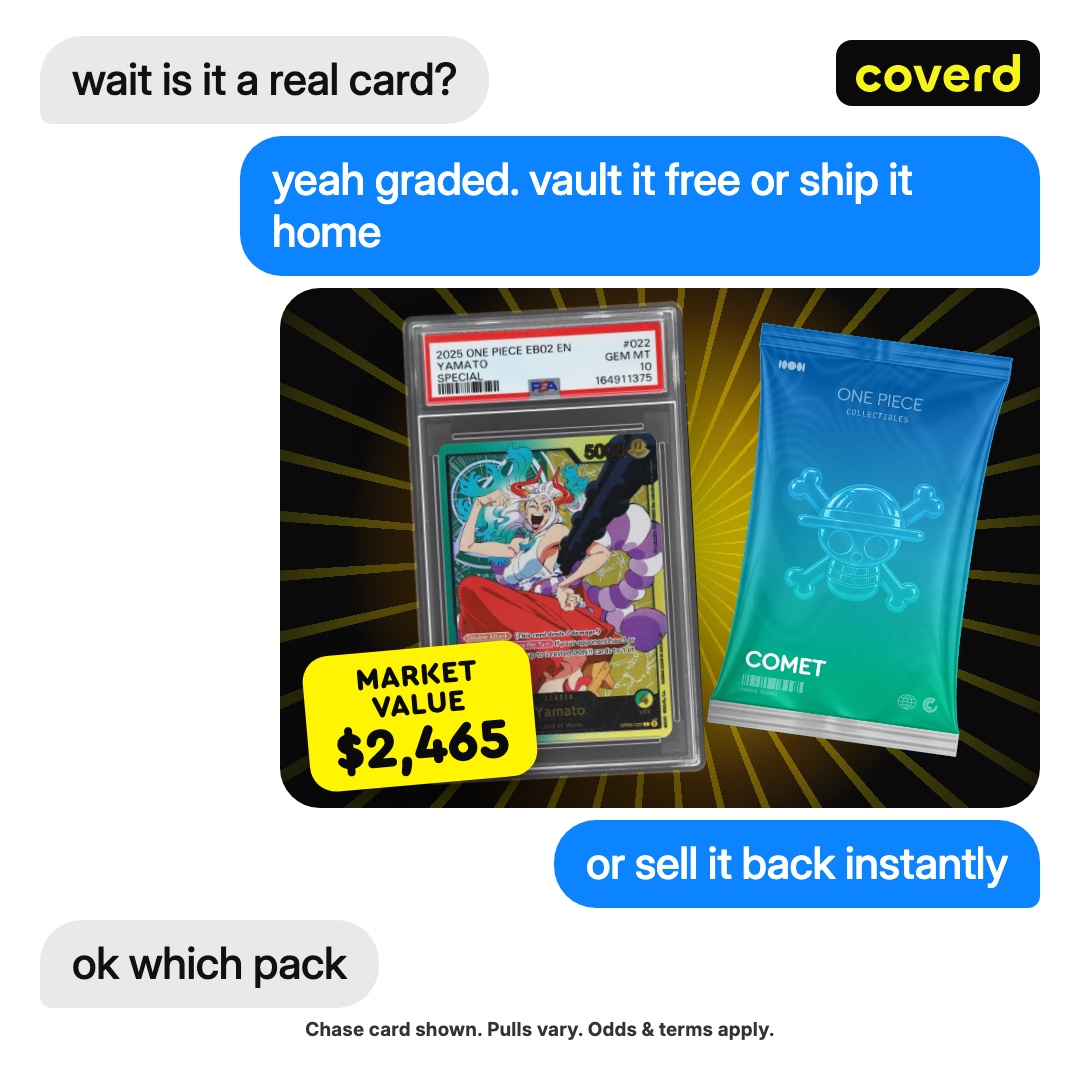 wait is it a real card?
coverd
yeah graded. vault it free or ship it
home
2025 ONE PIECE EB02 EN
#022
YAMATO
GEM MT
SPECIAL
10
PSA
164911375
ONE PIECE
COLLECTIBLES
Double Attack
Yamato
COMET
MARKET
VALUE
$2,465
or sell it back instantly
ok which pack
Chase card shown. Pulls vary. Odds & terms apply.